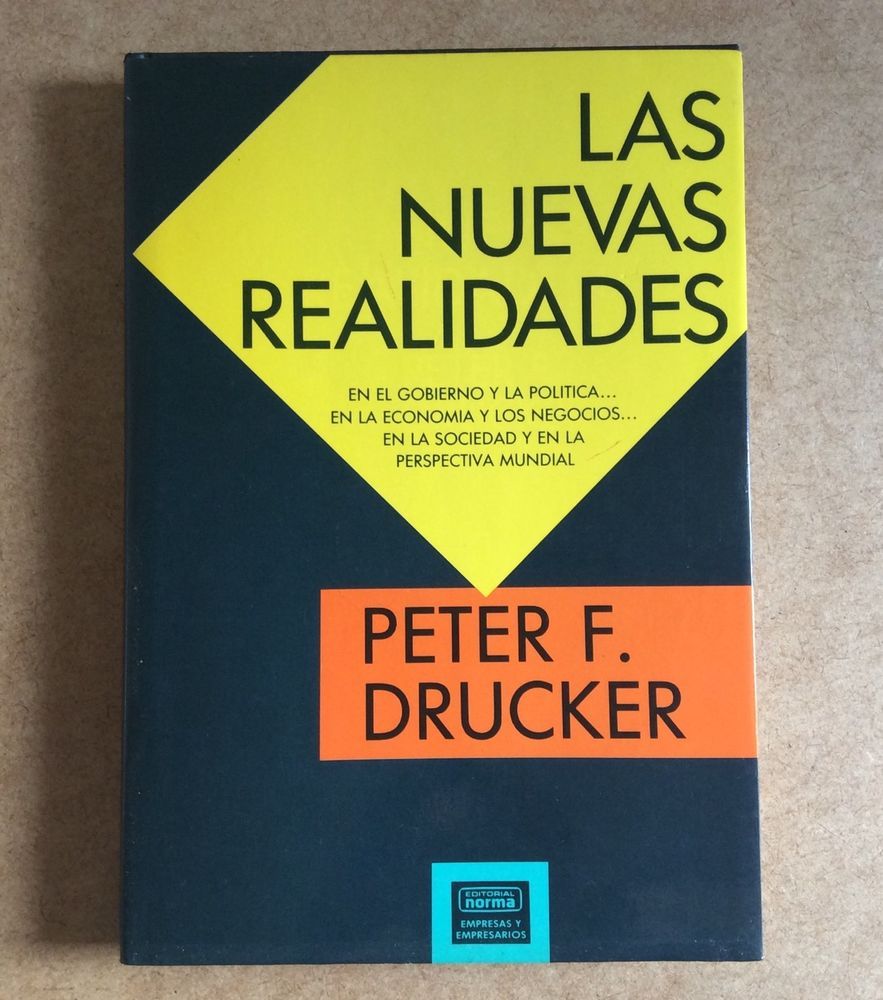 LAS
NUEVAS
REALIDADES
EN EL GOBIERNO Y LA POLITICA...
EN LA ECONOMIA Y LOS NEGOCIOS...
EN LA SOCIEDAD Y EN LA
PERSPECTIVA MUNDIAL
PETER F.
DRUCKER
EDITORIAL
norma
EMPRESAS Y
EMPRESARIOS